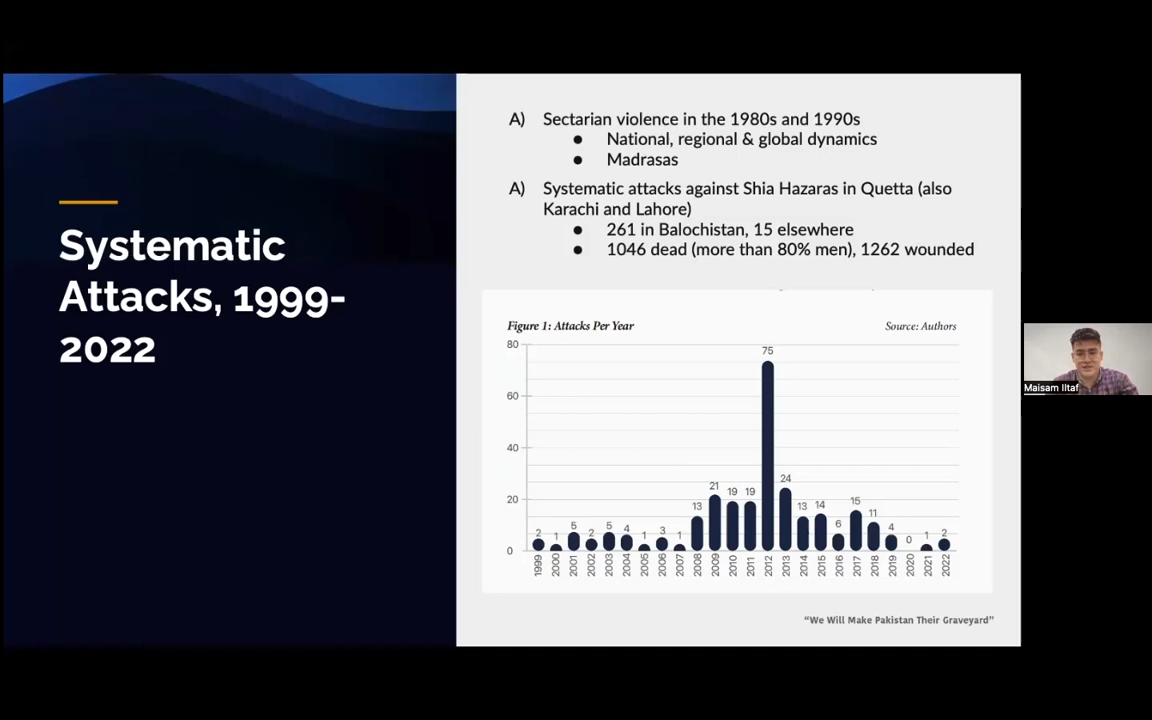 Systematic
Attacks, 1999-
2022
A) Sectarian violence in the 1980s and 1990s
● National, regional & global dynamics
● Madrasas
A) Systematic attacks against Shia Hazaras in Quetta (also
Karachi and Lahore)
● 261 in Balochistan, 15 elsewhere
● 1046 dead (more than 80% men), 1262 wounded
Figure 1: Attacks Per Year
Source: Authors
80
60
40
20
0
2 1 5 2 5 4 1 3 1 13 21 19 19 75 24 13 14 6 15 11 4 0 1 2
1999 2000 2001 2002 2003 2004 2005 2006 2007 2008 2009 2010 2011 2012 2013 2014 2015 2016 2017 2018 2019 2020 2021 2022
“We Will Make Pakistan Their Graveyard”
Maisam Iltaf